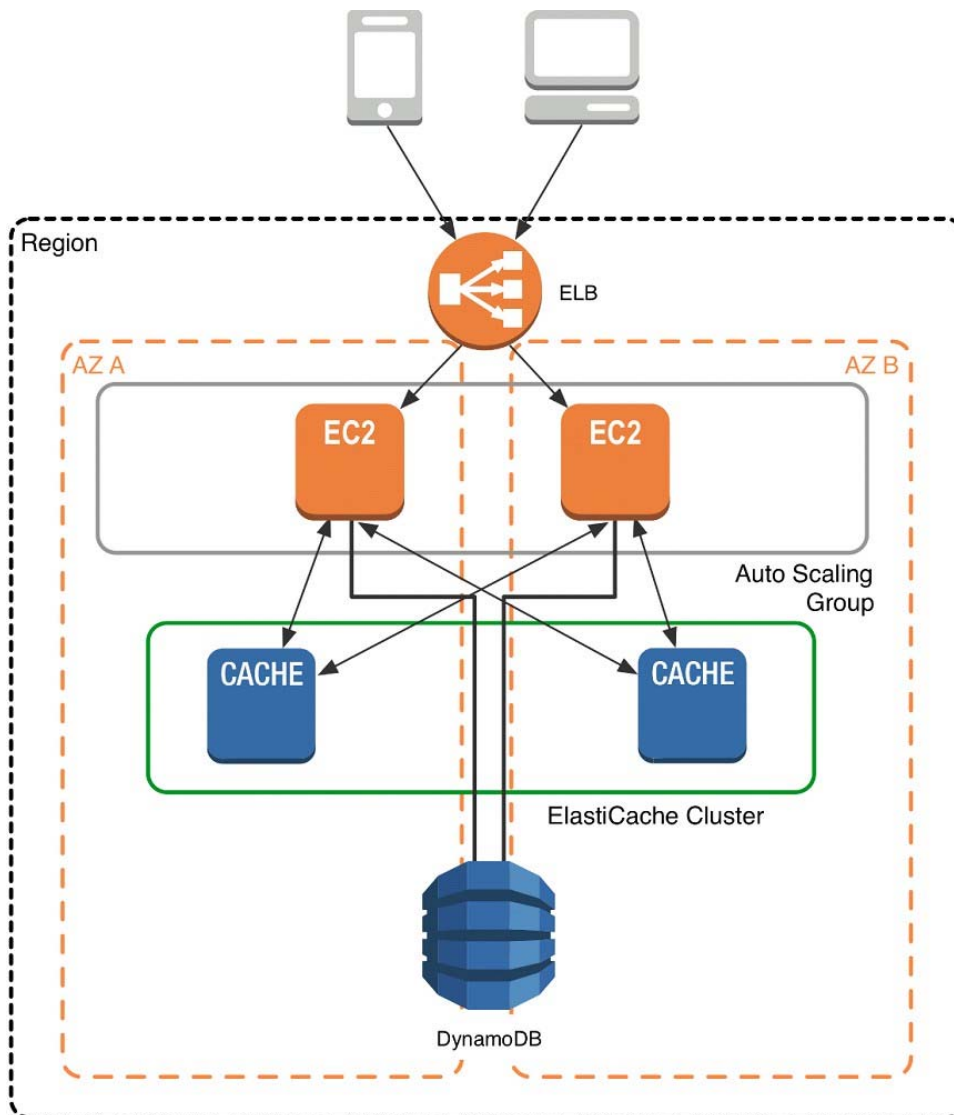 Region
ELB
AZ A
AZ B
EC2
EC2
Auto Scaling
Group
CACHE
CACHE
ElastiCache Cluster
DynamoDB